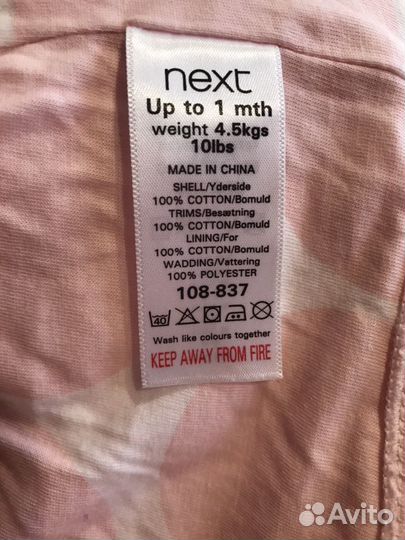 next
Up to 1 mth
weight 4.5kgs
10lbs
MADE IN CHINA
SHELL/Yderside
100% COTTON/Bomuld
TRIMS/Besætning
100% COTTON/Bomuld
LINING/For
100% COTTON/Bomuld
WADDING/Vattering
100% POLYESTER
108-837
40
Wash like colours together
KEEP AWAY FROM FIRE
Avito